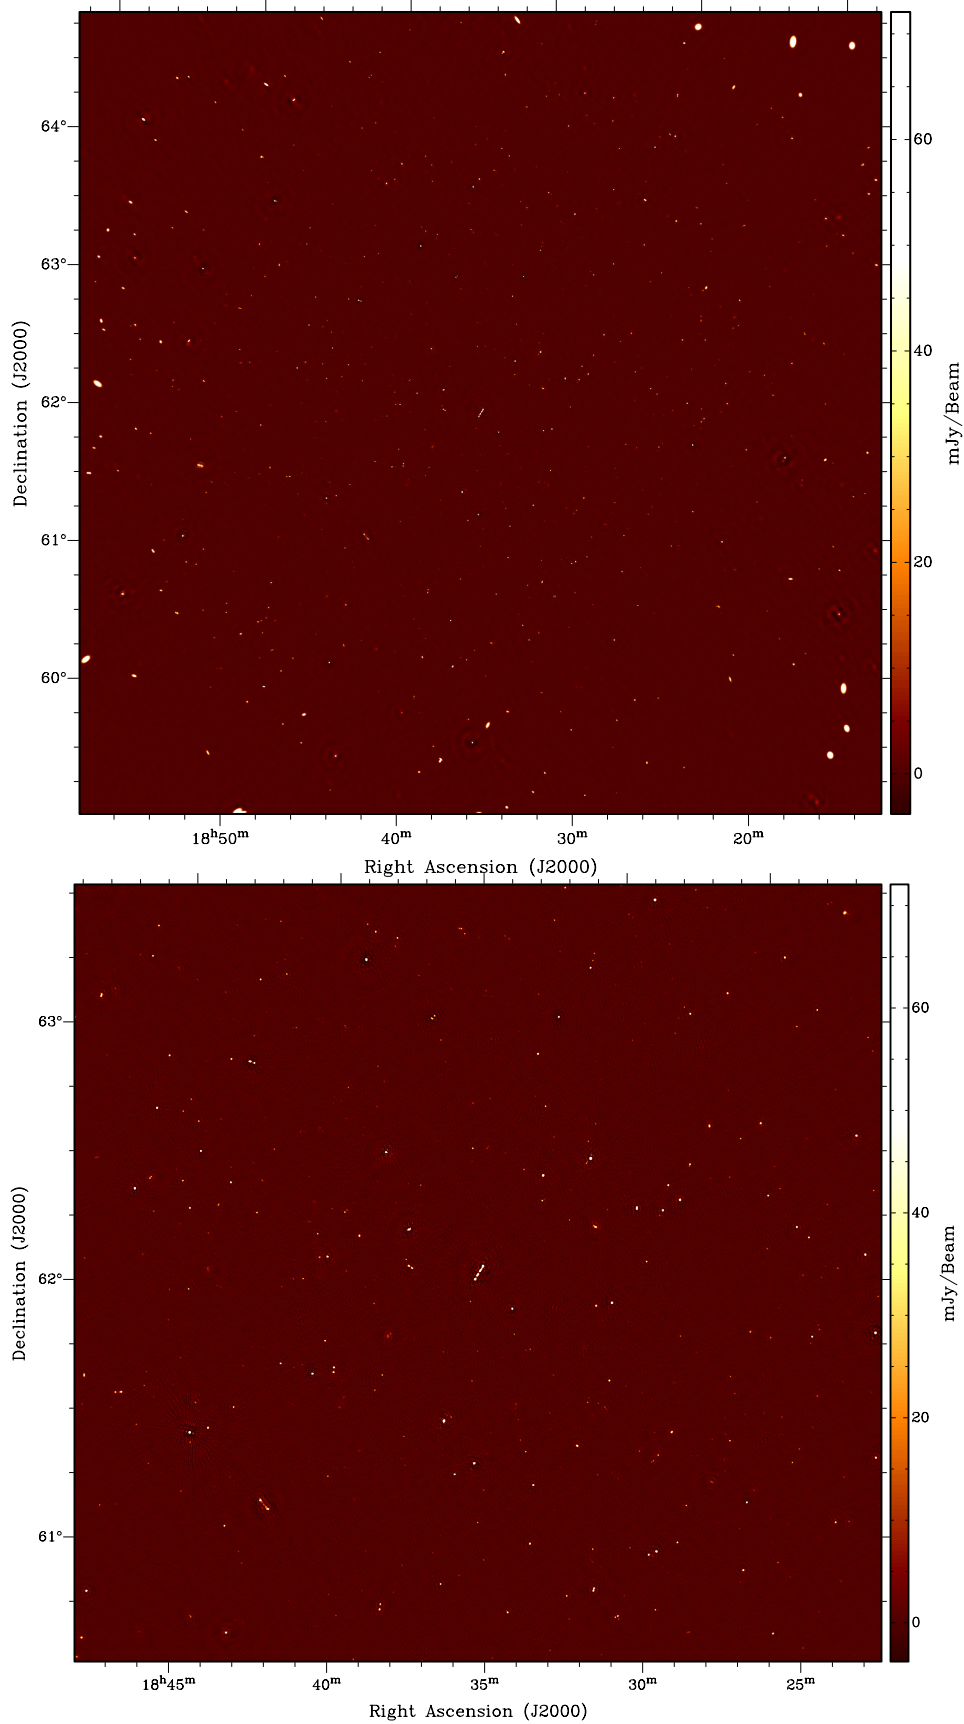 64°
63°
62°
61°
60°
Declination (J2000)
18h50m
40m
30m
20m
Right Ascension (J2000)
60
40
20
0
mJy/Beam
63°
62°
61°
Declination (J2000)
18h45m
40m
35m
30m
25m
Right Ascension (J2000)
60
40
20
0
mJy/Beam